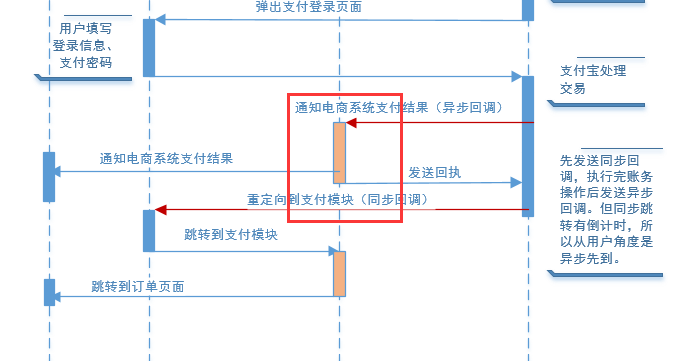 弹出支付登录页面
用户填写
登录信息、
支付密码
支付宝处理
交易
通知电商系统支付结果（异步回调）
通知电商系统支付结果
发送回执
先发送同步回
调，执行完账务
操作后发送异步
回调。但同步跳
转有倒计时，所
以从用户角度是
异步先到。
重定向到支付模块（同步回调）
跳转到支付模块
跳转到订单页面